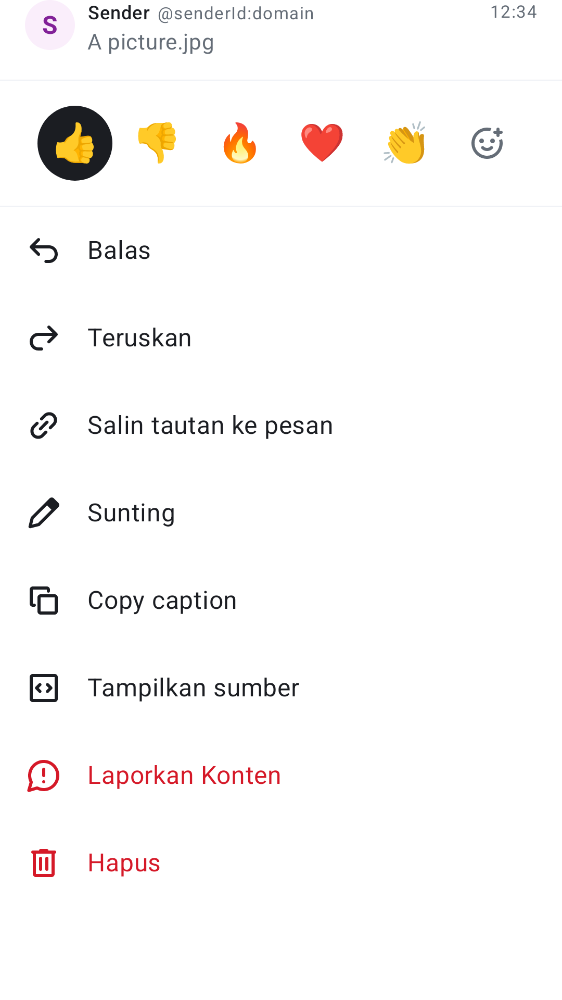 S
Sender @senderId:domain 12:34
A picture.jpg
Balas
Teruskan
Salin tautan ke pesan
Sunting
Copy caption
Tampilkan sumber
Laporkan Konten
Hapus